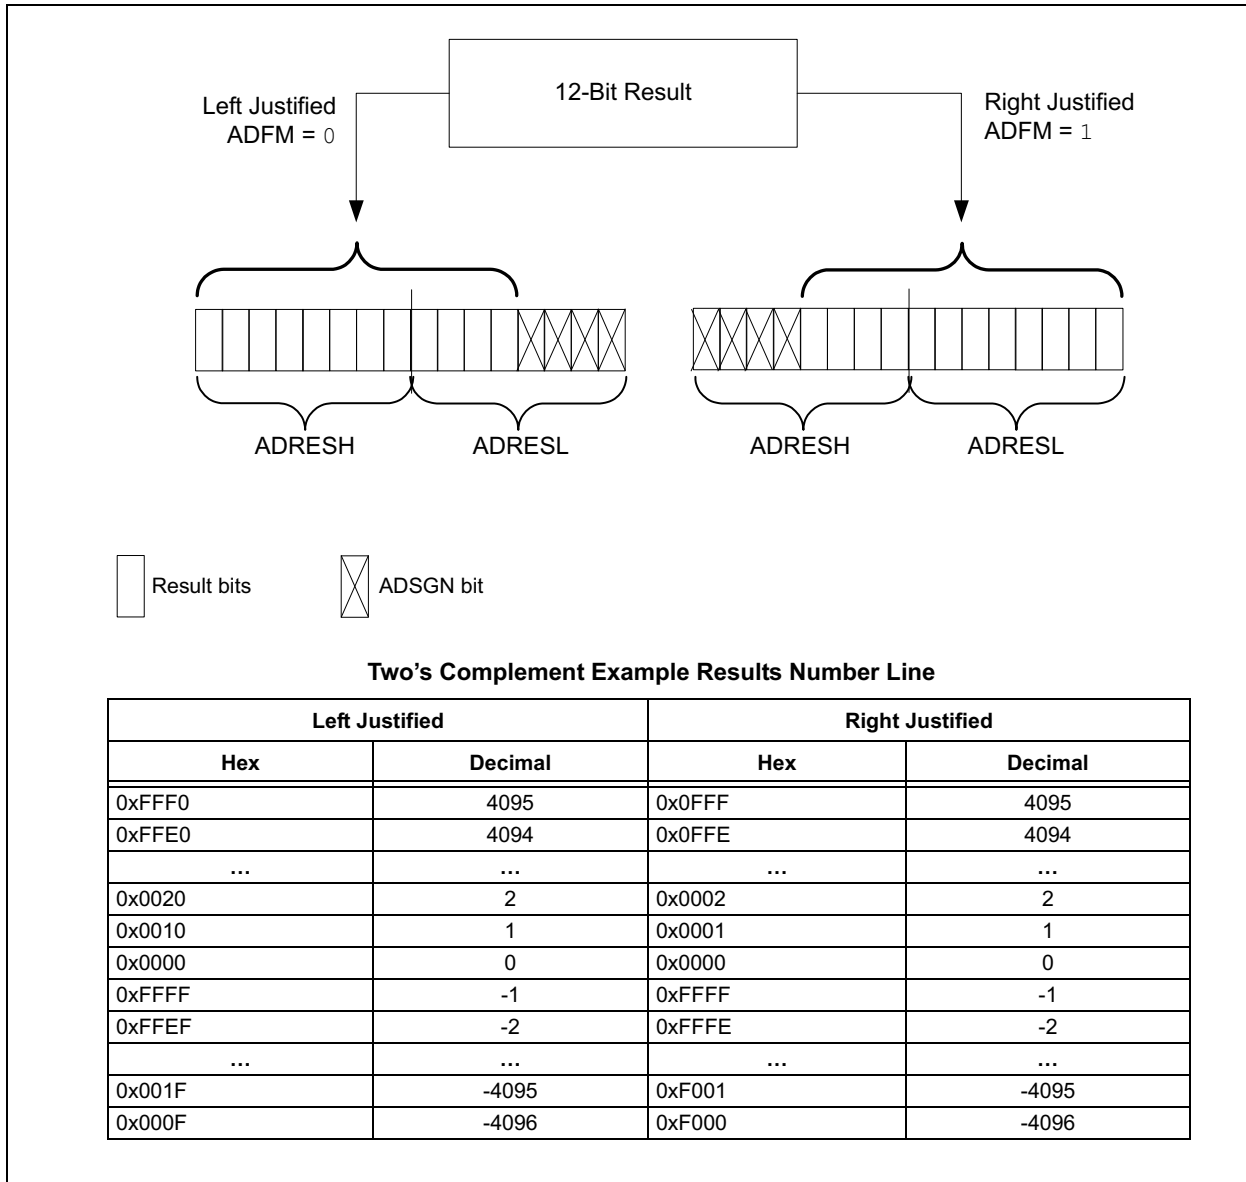 12-Bit Result
Left Justified
ADFM = 0
Right Justified
ADFM = 1
ADRESH ADRESL ADRESH ADRESL
Result bits ADSGN bit
Two’s Complement Example Results Number Line
Left Justified Right Justified
Hex Decimal Hex Decimal
0xFFF0 4095 0x0FFF 4095
0xFFE0 4094 0x0FFE 4094
... ... ... ...
0x0020 2 0x0002 2
0x0010 1 0x0001 1
0x0000 0 0x0000 0
0xFFFF -1 0xFFFF -1
0xFFEF -2 0xFFFE -2
... ... ... ...
0x001F -4095 0xF001 -4095
0x000F -4096 0xF000 -4096